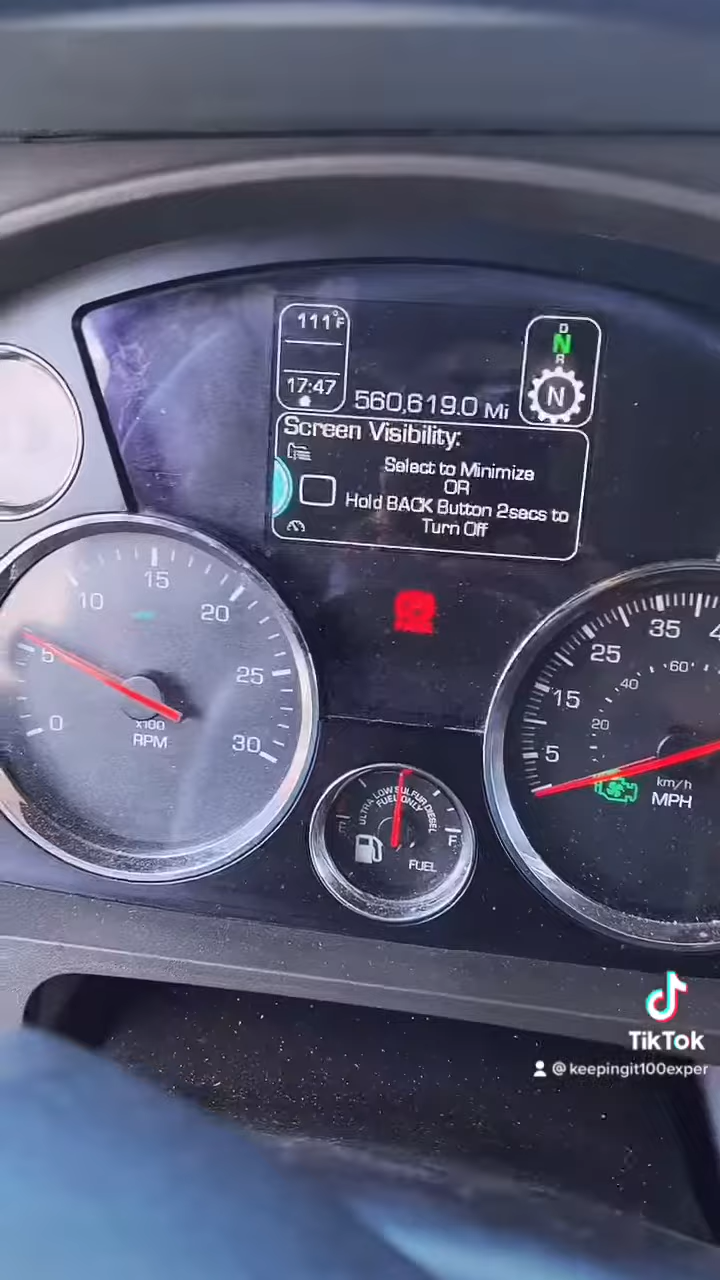 111°F
17:47
560,619.0 Mi
D
N
R
N
Screen Visibility:
Select to Minimize
OR
Hold BACK Button 2secs to
Turn Off
0
5
10
15
20
25
30
x100
RPM
5
15
25
35
20
40
60
km/h
MPH
ULTRA LOW SULFUR DIESEL
FUEL ONLY
E
F
FUEL
TikTok
@keepingit100exper